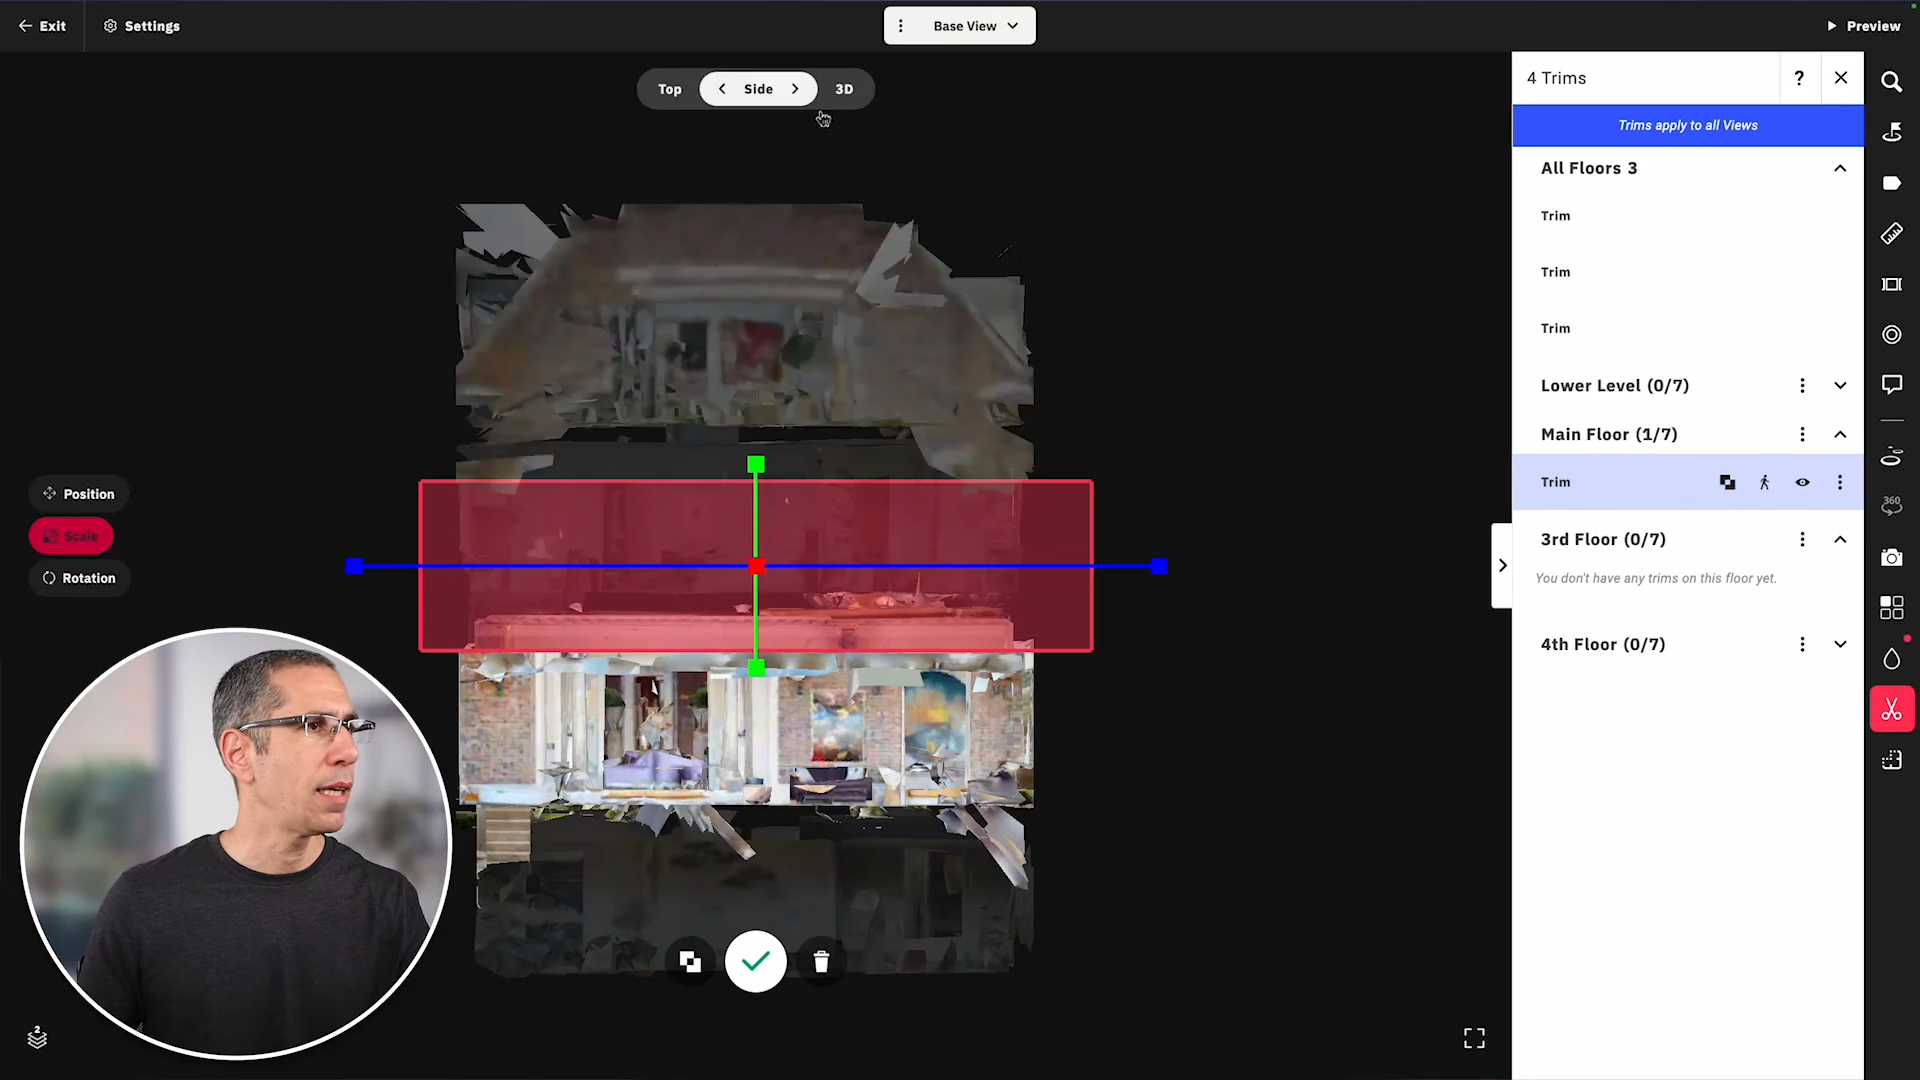 Exit
Settings
Base View
Preview
Top
Side
3D
4 Trims
?
Trims apply to all Views
All Floors 3
Trim
Trim
Trim
Lower Level (0/7)
Main Floor (1/7)
Trim
3rd Floor (0/7)
You don't have any trims on this floor yet.
4th Floor (0/7)
Position
Scale
Rotation
360
2